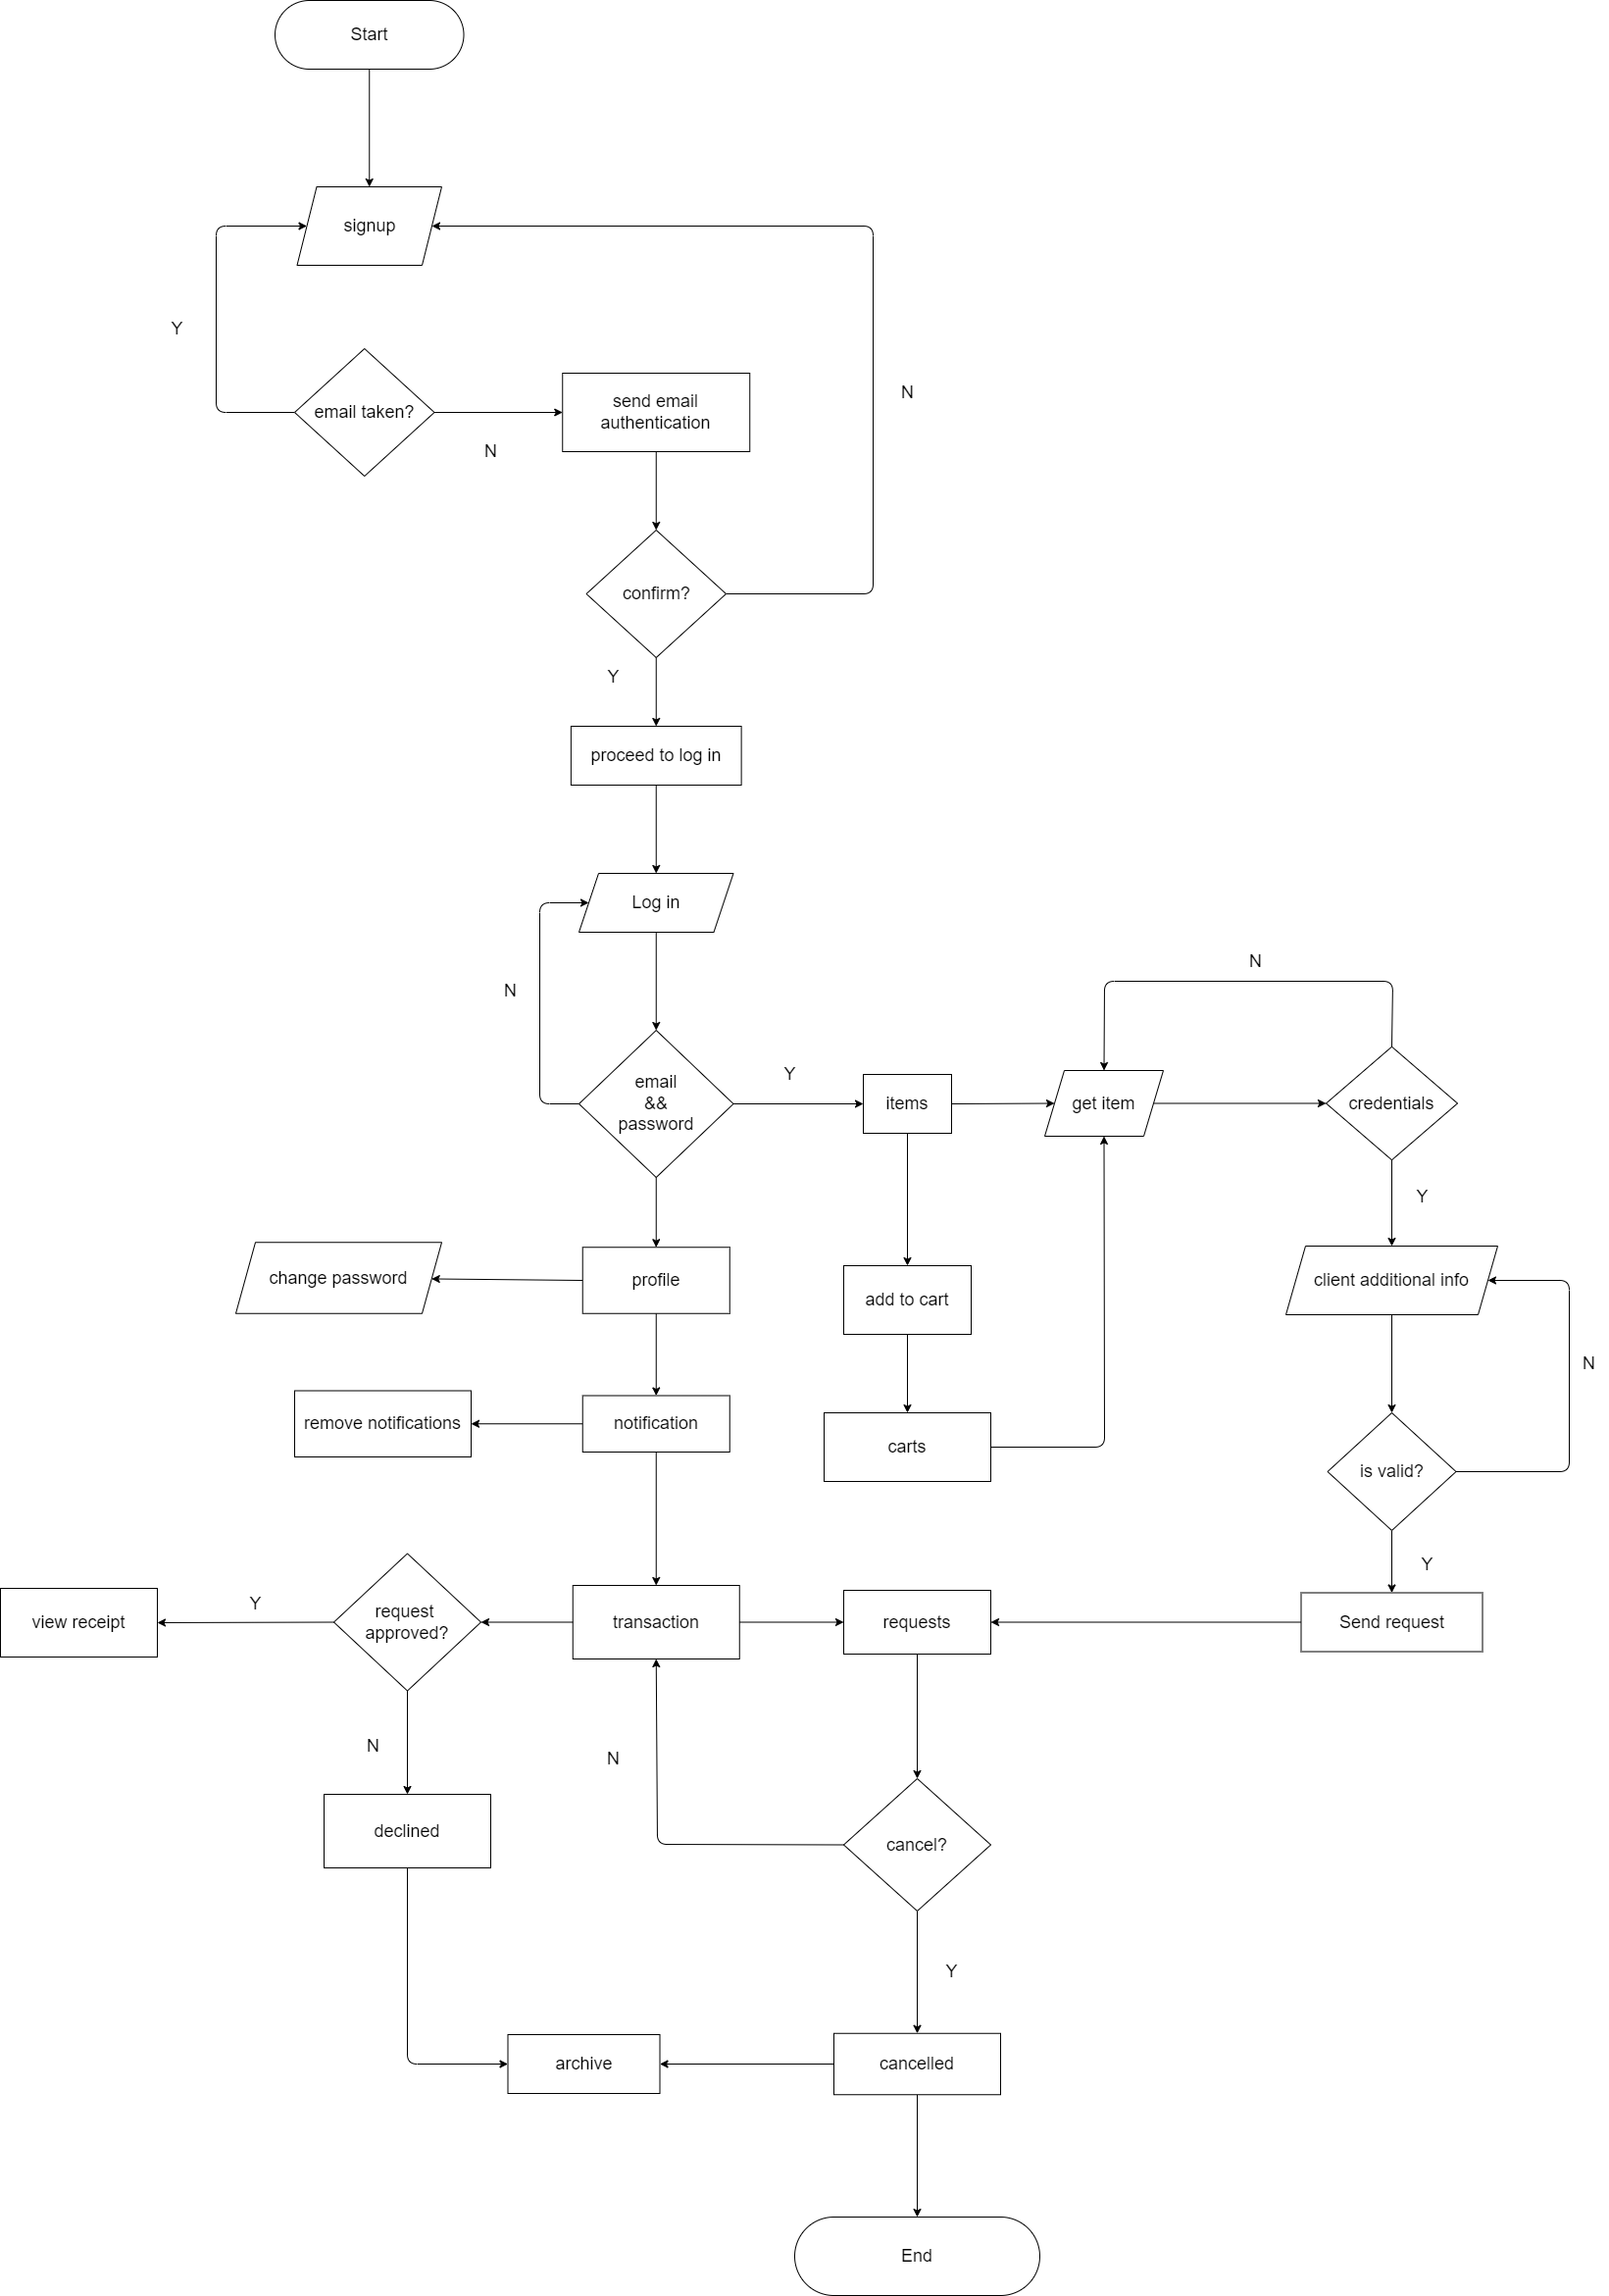 Start
signup
Y
N
email taken?
send email
authentication
N
confirm?
Y
proceed to log in
Log in
N
N
email
&&
password
Y
items
get item
credentials
Y
change password
profile
add to cart
client additional info
N
remove notifications
notification
carts
is valid?
Y
view receipt
Y
request
approved?
transaction
requests
Send request
N
N
declined
cancel?
Y
archive
cancelled
End